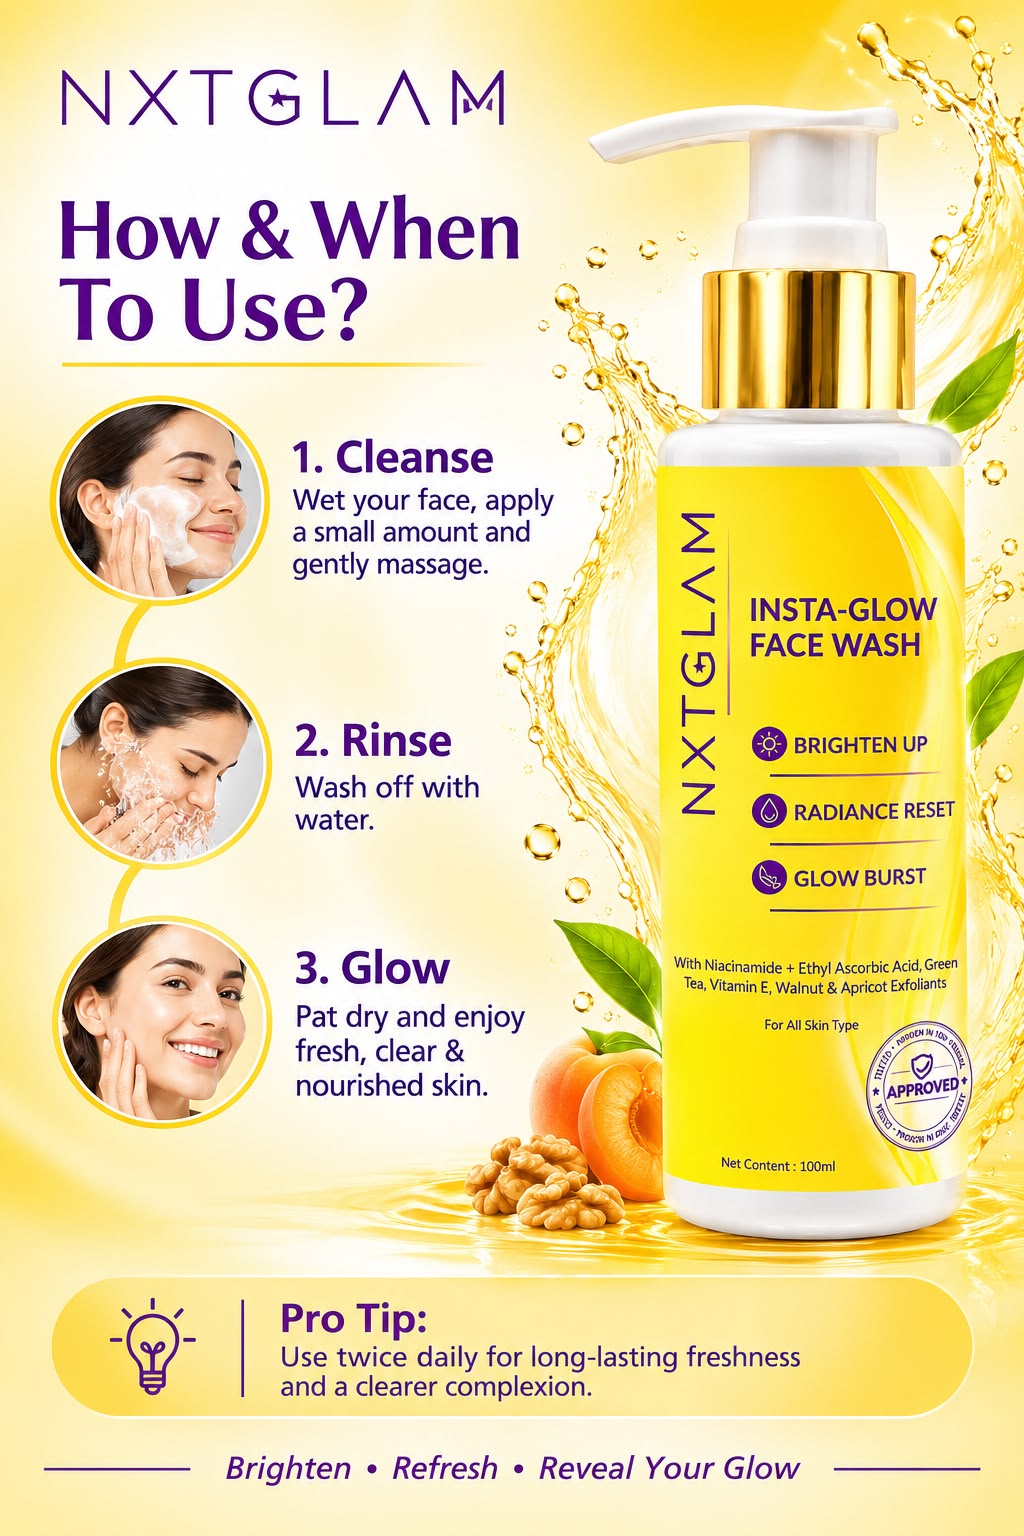 NXTGLAM
How & When
To Use?
1. Cleanse
Wet your face, apply
a small amount and
gently massage.
2. Rinse
Wash off with
water.
3. Glow
Pat dry and enjoy
fresh, clear &
nourished skin.
NXTGLAM
INSTA-GLOW
FACE WASH
BRIGHTEN UP
RADIANCE RESET
GLOW BURST
With Niacinamide + Ethyl Ascorbic Acid, Green
Tea, Vitamin E, Walnut & Apricot Exfoliants
For All Skin Type
APPROVED
Net Content : 100ml
Pro Tip:
Use twice daily for long-lasting freshness
and a clearer complexion.
Brighten • Refresh • Reveal Your Glow